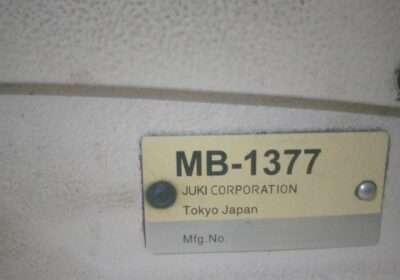 MB-1377
JUKI CORPORATION
Tokyo Japan
Mfg.No.